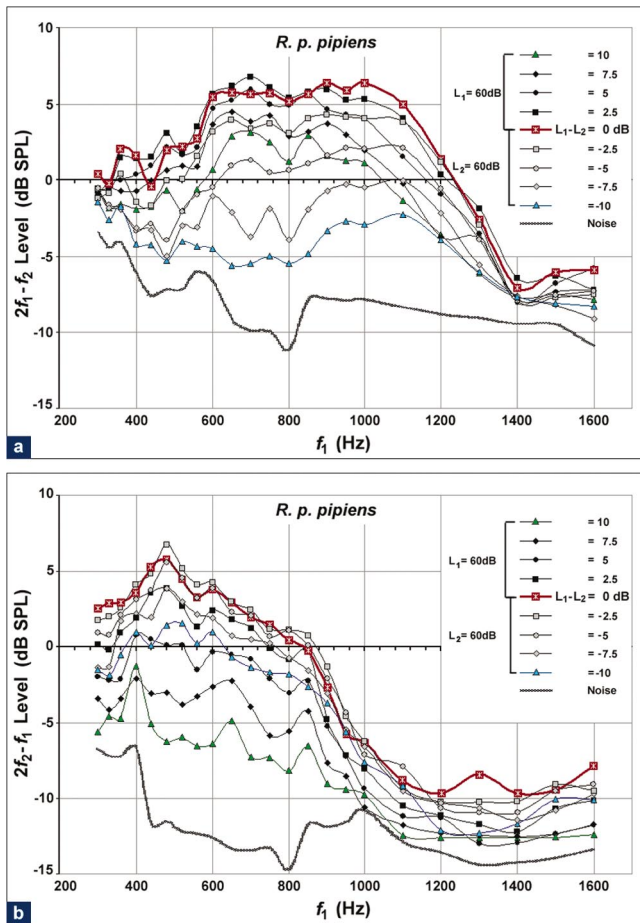 R. p. pipiens
10
5
0
-5
-10
-15
2f₁-f₂ Level (dB SPL)
L₁= 60dB
L₂= 60dB
= 10
= 7.5
= 5
= 2.5
L₁-L₂= 0 dB
= -2.5
= -5
= -7.5
=-10
Noise
200 400 600 800 1000 1200 1400 1600
f₁ (Hz)
a
R. p. pipiens
10
5
0
-5
-10
-15
2f₂-f₁ Level (dB SPL)
L₁= 60dB
L₂= 60dB
= 10
= 7.5
= 5
= 2.5
L₁-L₂= 0 dB
= -2.5
= -5
= -7.5
= -10
Noise
200 400 600 800 1000 1200 1400 1600
f₁ (Hz)
b